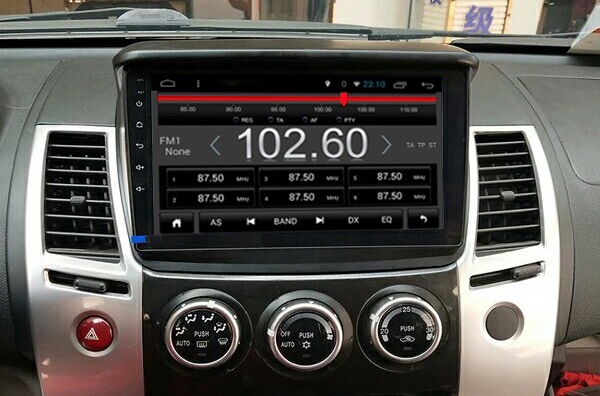 级
0 22:10
85.00 90.00 95.00 100.00 105.00 110.00
REG TA AF PTY
FM1
None
102.60
TA TP ST
1 87.50 MHz 3 87.50 MHz 5 87.50 MHz
2 87.50 MHz 4 87.50 MHz 6 87.50 MHz
AS BAND DX EQ
PUSH
AUTO
OFF
PUSH
AUTO
25
PUSH
20 30